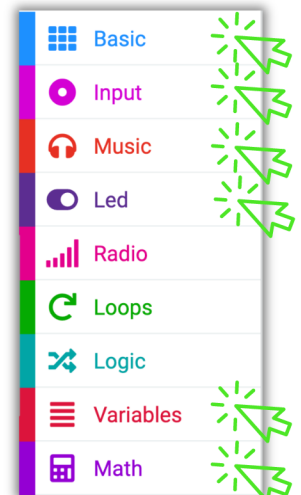 Basic
Input
Music
Led
Radio
Loops
Logic
Variables
Math